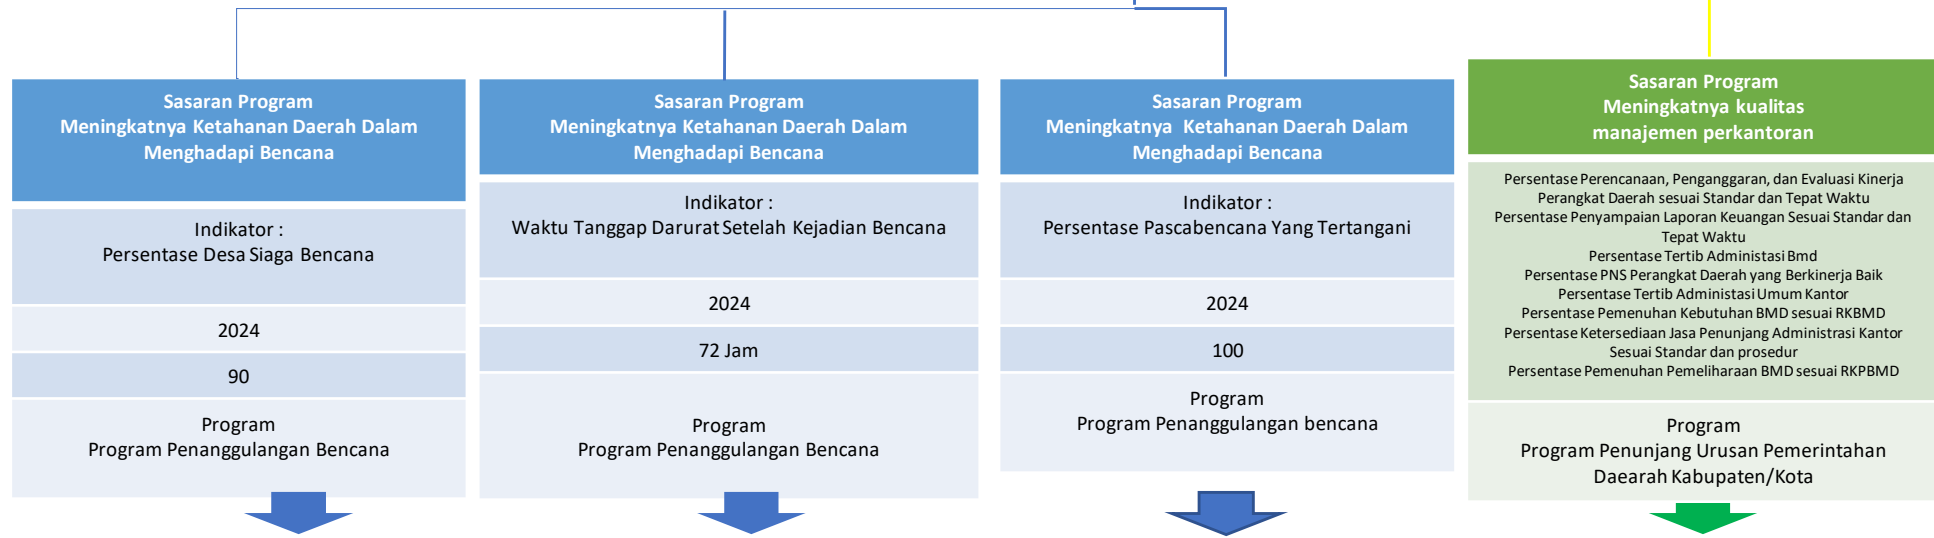 Sasaran Program
Meningkatnya Ketahanan Daerah Dalam
Menghadapi Bencana
Indikator :
Persentase Desa Siaga Bencana
2024
90
Program
Program Penanggulangan Bencana
Sasaran Program
Meningkatnya Ketahanan Daerah Dalam
Menghadapi Bencana
Indikator :
Waktu Tanggap Darurat Setelah Kejadian Bencana
2024
72 Jam
Program
Program Penanggulangan Bencana
Sasaran Program
Meningkatnya Ketahanan Daerah Dalam
Menghadapi Bencana
Indikator :
Persentase Pascabencana Yang Tertangani
2024
100
Program
Program Penanggulangan bencana
Sasaran Program
Meningkatnya kualitas
manajemen perkantoran
Persentase Perencanaan, Penganggaran, dan Evaluasi Kinerja
Perangkat Daerah sesuai Standar dan Tepat Waktu
Persentase Penyampaian Laporan Keuangan Sesuai Standar dan
Tepat Waktu
Persentase Tertib Administasi Bmd
Persentase PNS Perangkat Daerah yang Berkinerja Baik
Persentase Tertib Administasi Umum Kantor
Persentase Pemenuhan Kebutuhan BMD sesuai RKBMD
Persentase Ketersediaan Jasa Penunjang Administrasi Kantor
Sesuai Standar dan prosedur
Persentase Pemenuhan Pemeliharaan BMD sesuai RKPBMD
Program
Program Penunjang Urusan Pemerintahan
Daearah Kabupaten/Kota